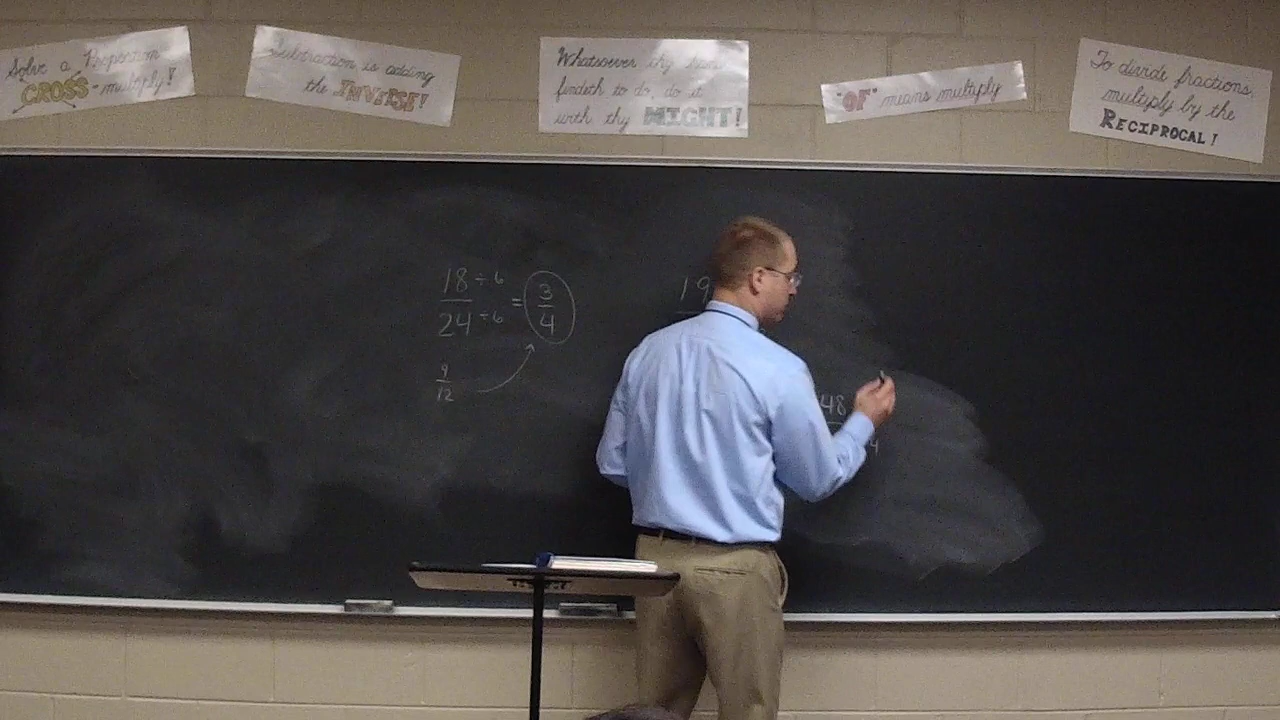 Solve a Proportion
CROSS-multiply!
Subtraction is adding
the INVERSE!
Whatsoever thy
findeth to do, do it
with thy MIGHT!
"OF" means multiply
To divide fractions,
multiply by the
RECIPROCAL!
18 ÷ 6
24 ÷ 6
=
3
4
9
12
19
48
4